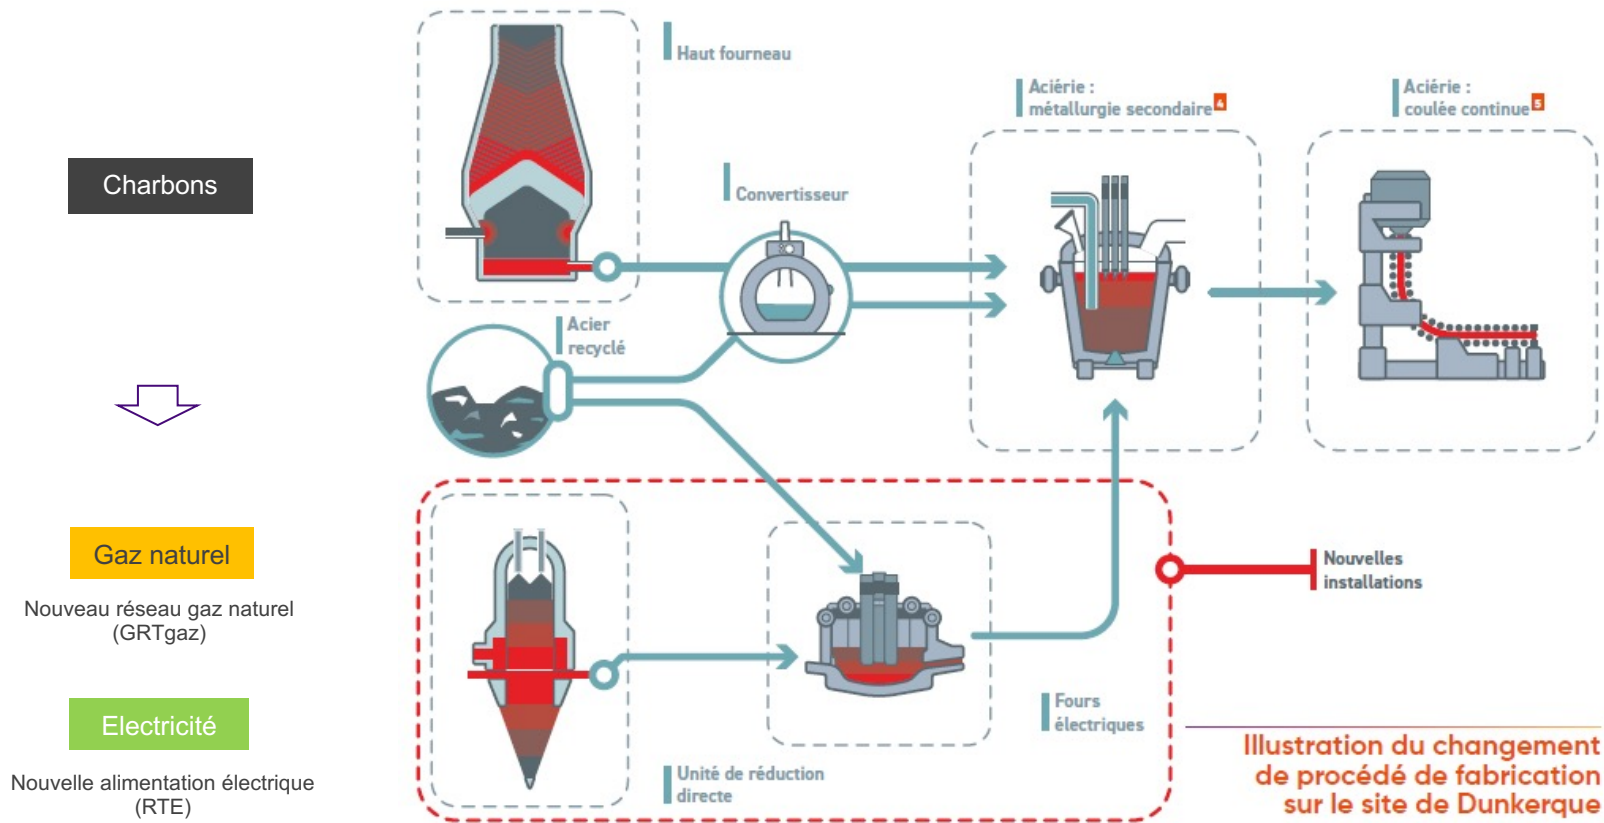 Haut fourneau
Aciérie :
métallurgie secondaire 4
Aciérie :
coulée continue 5
Charbons
Convertisseur
Acier
recyclé
Gaz naturel
Nouveau réseau gaz naturel
(GRTgaz)
Nouvelles
installations
Electricité
Nouvelle alimentation électrique
(RTE)
Fours
électriques
Unité de réduction
directe
Illustration du changement
de procédé de fabrication
sur le site de Dunkerque